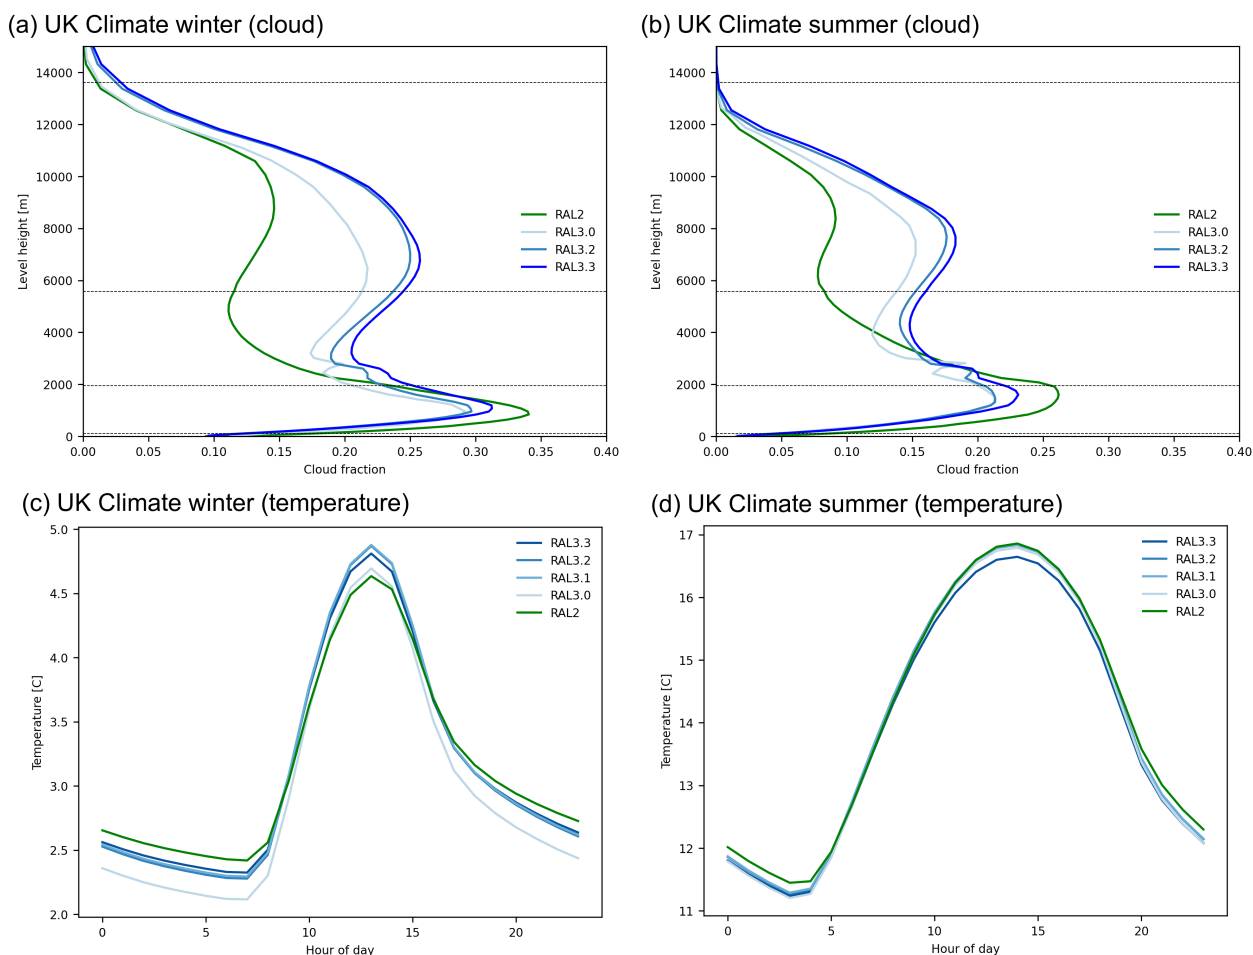 (a) UK Climate winter (cloud)
(b) UK Climate summer (cloud)
14000
12000
10000
8000
6000
4000
2000
0
Level height [m]
RAL2
RAL3.0
RAL3.2
RAL3.3
0.00 0.05 0.10 0.15 0.20 0.25 0.30 0.35 0.40
Cloud fraction
14000
12000
10000
8000
6000
4000
2000
0
Level height [m]
RAL2
RAL3.0
RAL3.2
RAL3.3
0.00 0.05 0.10 0.15 0.20 0.25 0.30 0.35 0.40
Cloud fraction
(c) UK Climate winter (temperature)
(d) UK Climate summer (temperature)
5.0
4.5
4.0
3.5
3.0
2.5
2.0
Temperature [C]
RAL3.3
RAL3.2
RAL3.1
RAL3.0
RAL2
0 5 10 15 20
Hour of day
17
16
15
14
13
12
11
Temperature [C]
RAL3.3
RAL3.2
RAL3.1
RAL3.0
RAL2
0 5 10 15 20
Hour of day